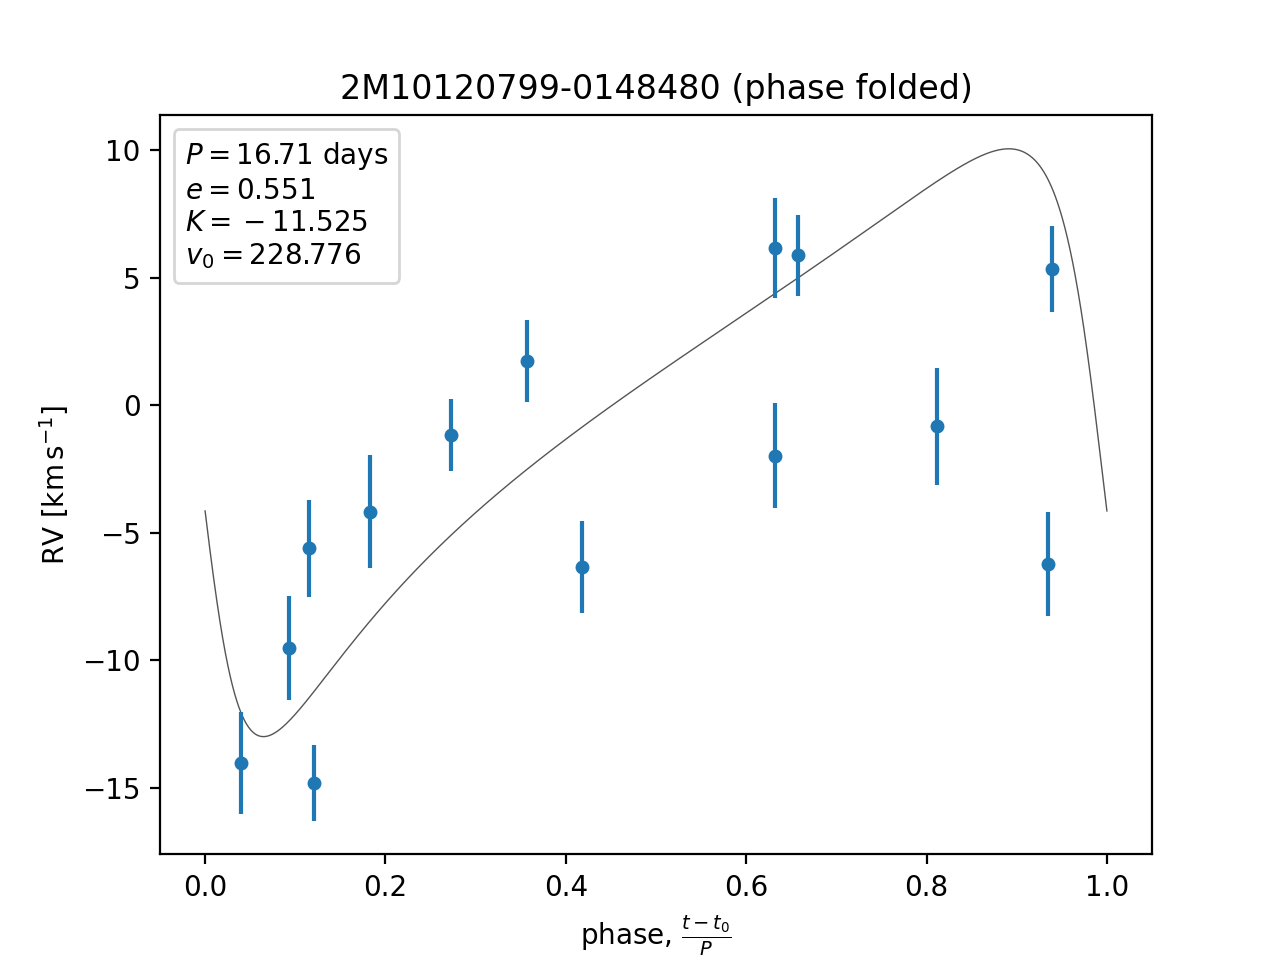 2M10120799-0148480 (phase folded)
P = 16.71 days
e = 0.551
K = −11.525
v₀ = 228.776
10
5
0
−5
−10
−15
RV [km s⁻¹]
0.0 0.2 0.4 0.6 0.8 1.0
phase, (t − t₀)/P